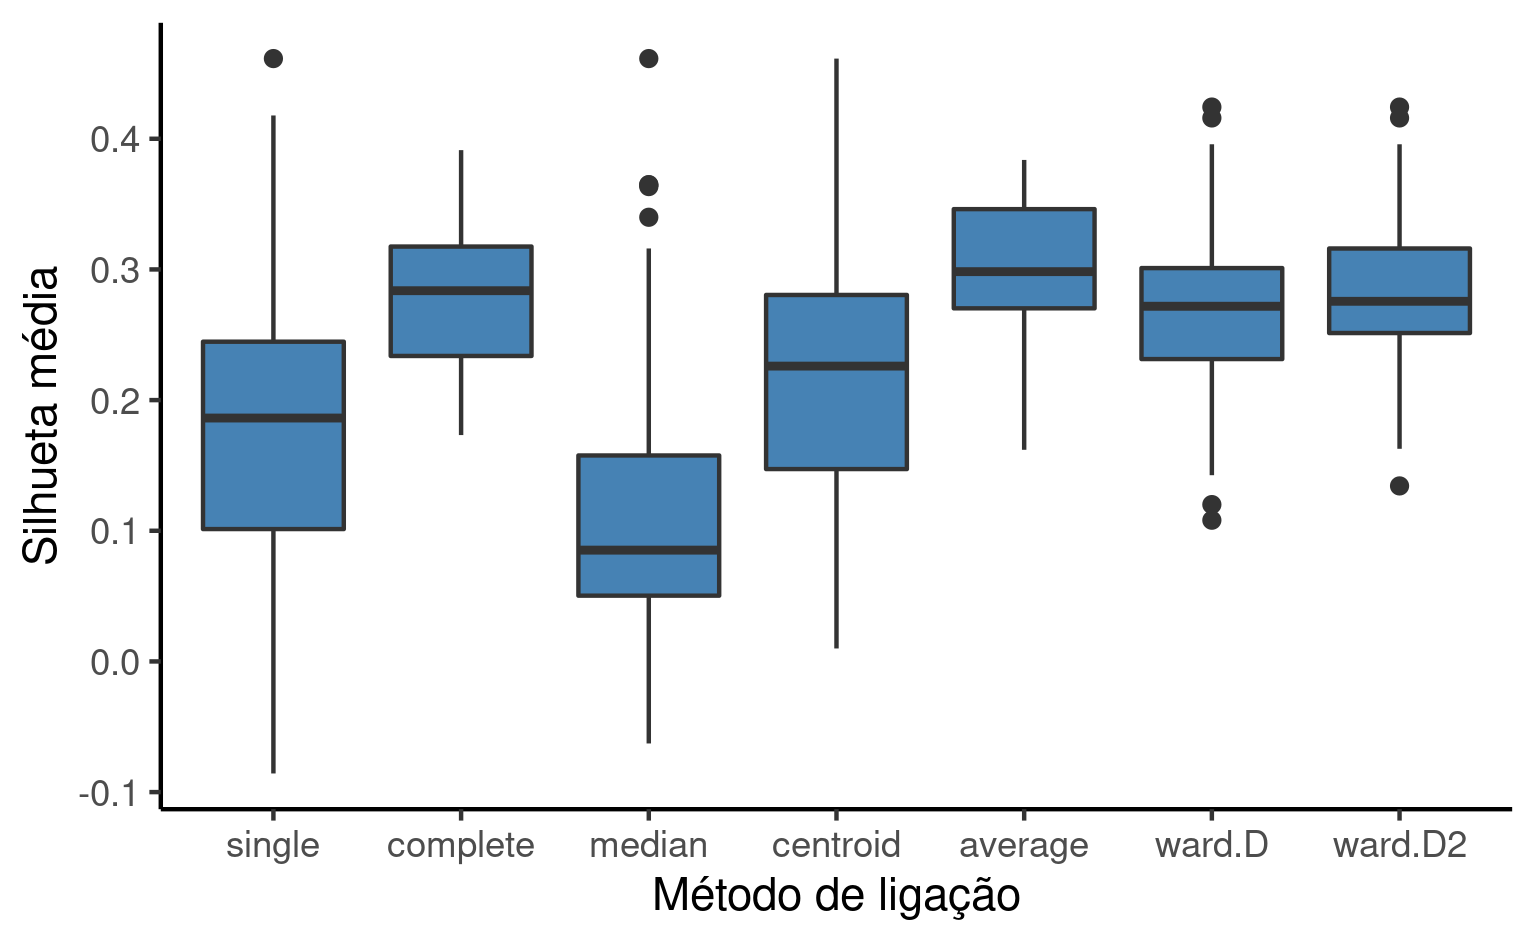 0.4
0.3
0.2
0.1
0.0
-0.1
Silhueta média
single complete median centroid average ward.D ward.D2
Método de ligação